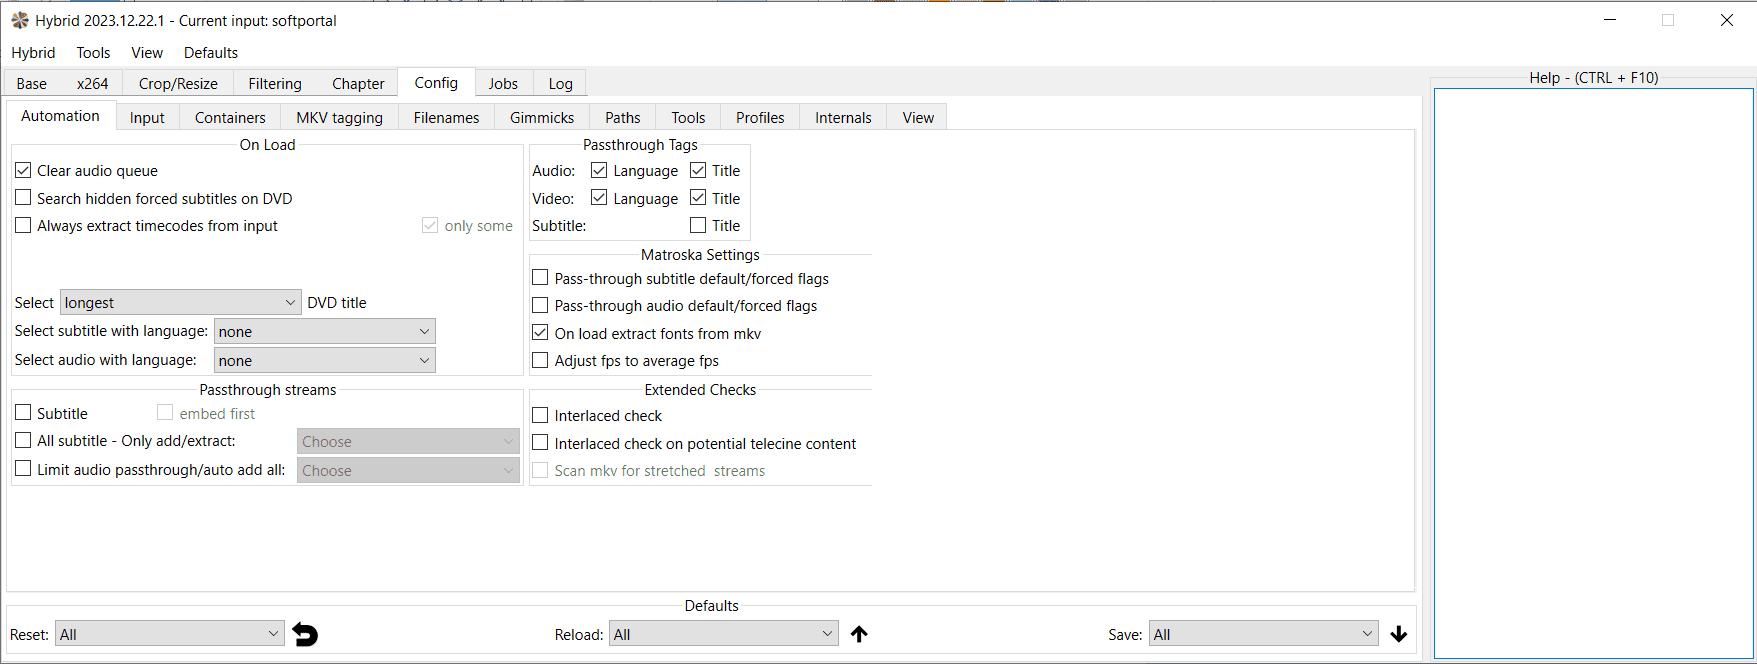 Hybrid 2023.12.22.1 - Current input: softportal
Hybrid Tools View Defaults
Base x264 Crop/Resize Filtering Chapter Config Jobs Log
Help - (CTRL + F10)
Automation Input Containers MKV tagging Filenames Gimmicks Paths Tools Profiles Internals View
On Load
Clear audio queue
Search hidden forced subtitles on DVD
Always extract timecodes from input only some
Select longest DVD title
Select subtitle with language: none
Select audio with language: none
Passthrough streams
Subtitle embed first
All subtitle - Only add/extract: Choose
Limit audio passthrough/auto add all: Choose
Passthrough Tags
Audio: Language Title
Video: Language Title
Subtitle: Title
Matroska Settings
Pass-through subtitle default/forced flags
Pass-through audio default/forced flags
On load extract fonts from mkv
Adjust fps to average fps
Extended Checks
Interlaced check
Interlaced check on potential telecine content
Scan mkv for stretched  streams
Defaults
Reset: All Reload: All Save: All